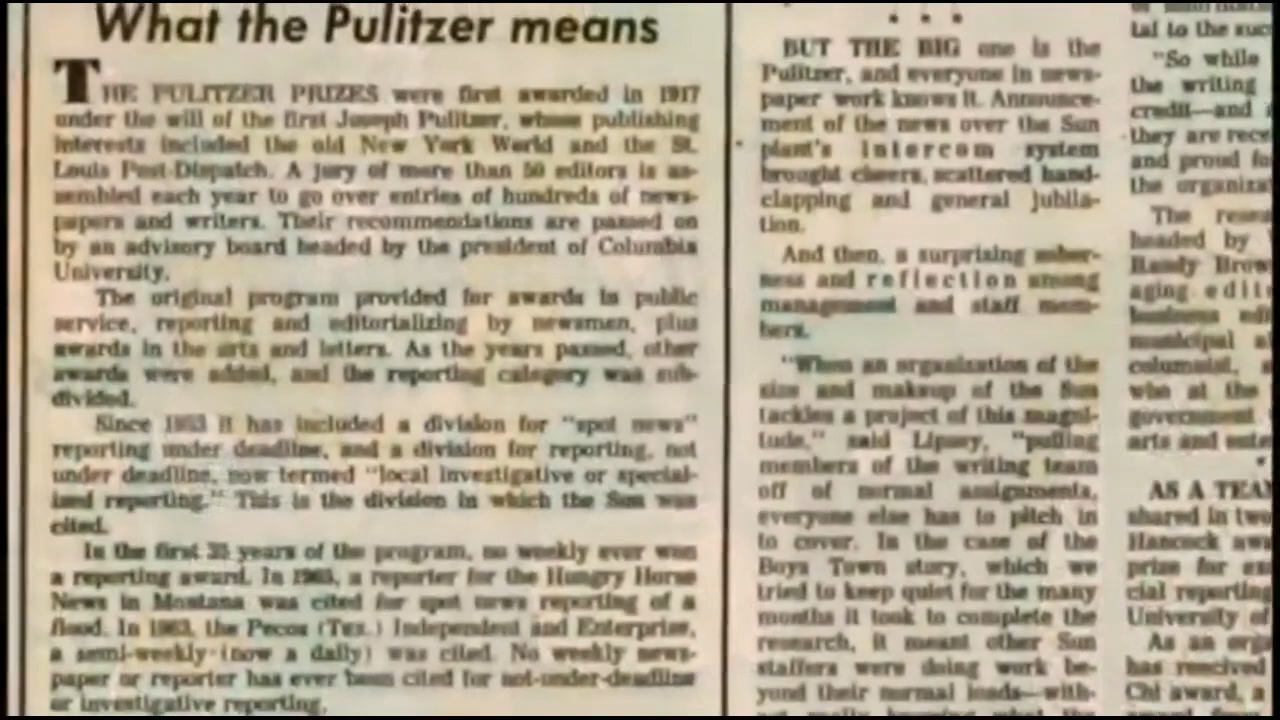 What the Pulitzer means
THE PULITZER PRIZES were first awarded in 1917
under the will of the first Joseph Pulitzer, whose publishing
interests included the old New York World and the St.
Louis Post-Dispatch. A jury of more than 50 editors is as-
sembled each year to go over entries of hundreds of news-
papers and writers. Their recommendations are passed on
by an advisory board headed by the president of Columbia
University.
The original program provided for awards in public
service, reporting and editorializing by newsmen, plus
awards in the arts and letters. As the years passed, other
awards were added, and the reporting category was sub-
divided.
Since 1953 it has included a division for "spot news"
reporting under deadline, and a division for reporting, not
under deadline, now termed "local investigative or special-
ized reporting." This is the division in which the Sun was
cited.
In the first 35 years of the program, no weekly ever won
a reporting award. In a reporter for the Hungry Horse
News in Montana was cited for spot news reporting of a
flood. In 1963, the Pecos (Tex.) Independent and Enterprise,
a semi-weekly (now a daily) was cited. No weekly news-
paper or reporter has ever been cited for not-under-deadline
or investigative reporting.
• • •
BUT THE BIG one is the
Pulitzer, and everyone in news-
paper work knows it. Announce-
ment of the news over the Sun
plant's intercom system
brought cheers, scattered hand-
clapping and general jubila-
tion.
And then, a surprising sober-
ness and reflection among
management and staff mem-
bers.
"When an organization of the
size and makeup of the Sun
tackles a project of this magni-
tude," said Lipsey, "pulling
members of the writing team
off of normal assignments,
everyone else has to pitch in
to cover. In the case of the
Boys Town story, which we
tried to keep quiet for the many
months it took to complete the
research, it meant other Sun
staffers were doing work be-
yond their normal loads—with-
tal to the suc
"So while
the writing
credit—and
they are rece
and proud fo
the organizat
The resea
headed by
Randy Brow
aging edit
business edi
municipal a
columnist,
who at the
government
arts and ente
AS A TEAM
shared in two
Hancock awa
prize for
cial reporting
University of
As an orga
has received
Chi award, a